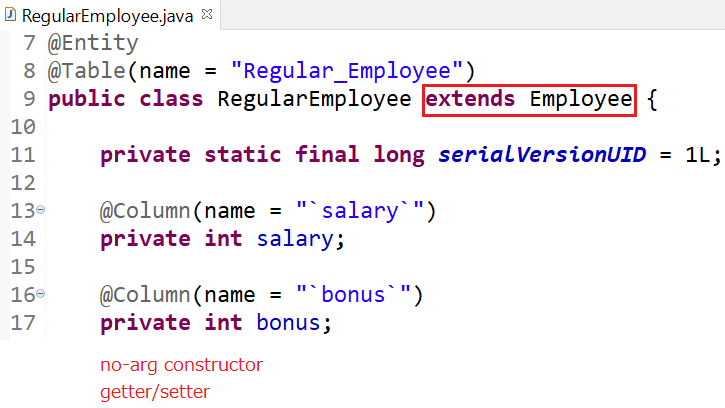 RegularEmployee.java
7 @Entity
8 @Table(name = "Regular_Employee")
9 public class RegularEmployee extends Employee {
10
11 private static final long serialVersionUID = 1L;
12
13 @Column(name = "`salary`")
14 private int salary;
15
16 @Column(name = "`bonus`")
17 private int bonus;
no-arg constructor
getter/setter